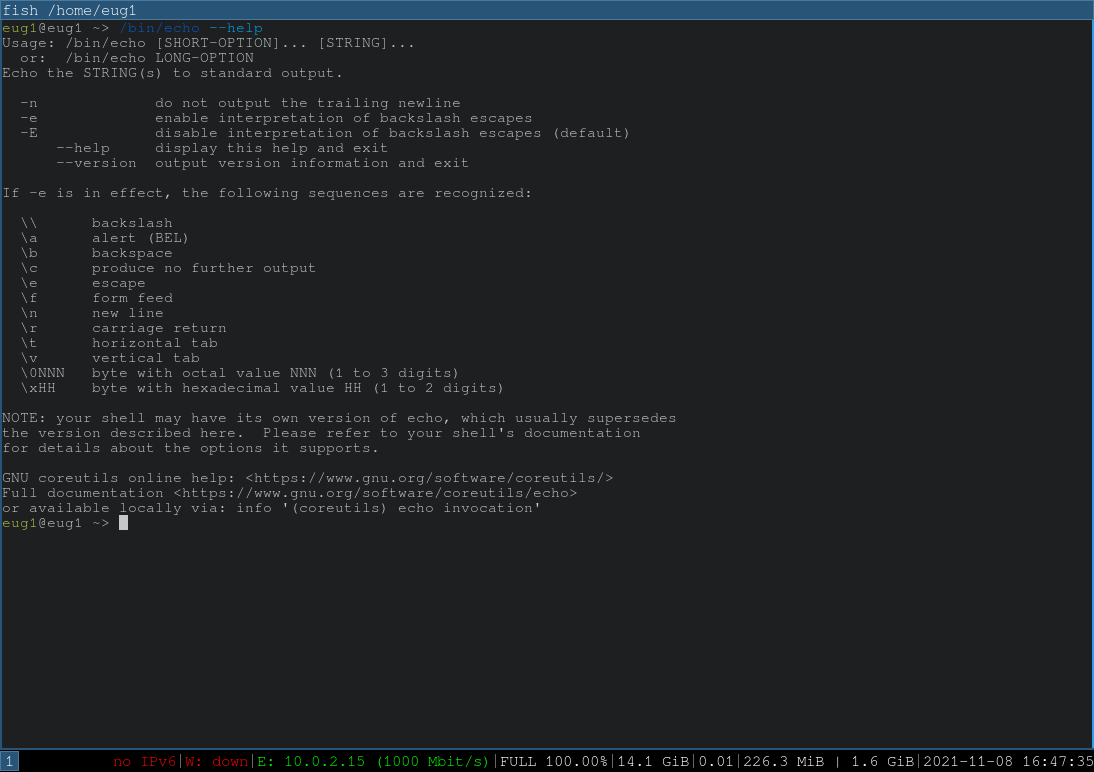 fish /home/eug1
eug1@eug1 ~> /bin/echo --help
Usage: /bin/echo [SHORT-OPTION]... [STRING]...
  or:  /bin/echo LONG-OPTION
Echo the STRING(s) to standard output.

  -n             do not output the trailing newline
  -e             enable interpretation of backslash escapes
  -E             disable interpretation of backslash escapes (default)
      --help     display this help and exit
      --version  output version information and exit

If -e is in effect, the following sequences are recognized:

  \\      backslash
  \a      alert (BEL)
  \b      backspace
  \c      produce no further output
  \e      escape
  \f      form feed
  \n      new line
  \r      carriage return
  \t      horizontal tab
  \v      vertical tab
  \0NNN   byte with octal value NNN (1 to 3 digits)
  \xHH    byte with hexadecimal value HH (1 to 2 digits)

NOTE: your shell may have its own version of echo, which usually supersedes
the version described here.  Please refer to your shell's documentation
for details about the options it supports.

GNU coreutils online help: <https://www.gnu.org/software/coreutils/>
Full documentation <https://www.gnu.org/software/coreutils/echo>
or available locally via: info '(coreutils) echo invocation'
eug1@eug1 ~>
1 no IPv6|W: down|E: 10.0.2.15 (1000 Mbit/s)|FULL 100.00%|14.1 GiB|0.01|226.3 MiB | 1.6 GiB|2021-11-08 16:47:35